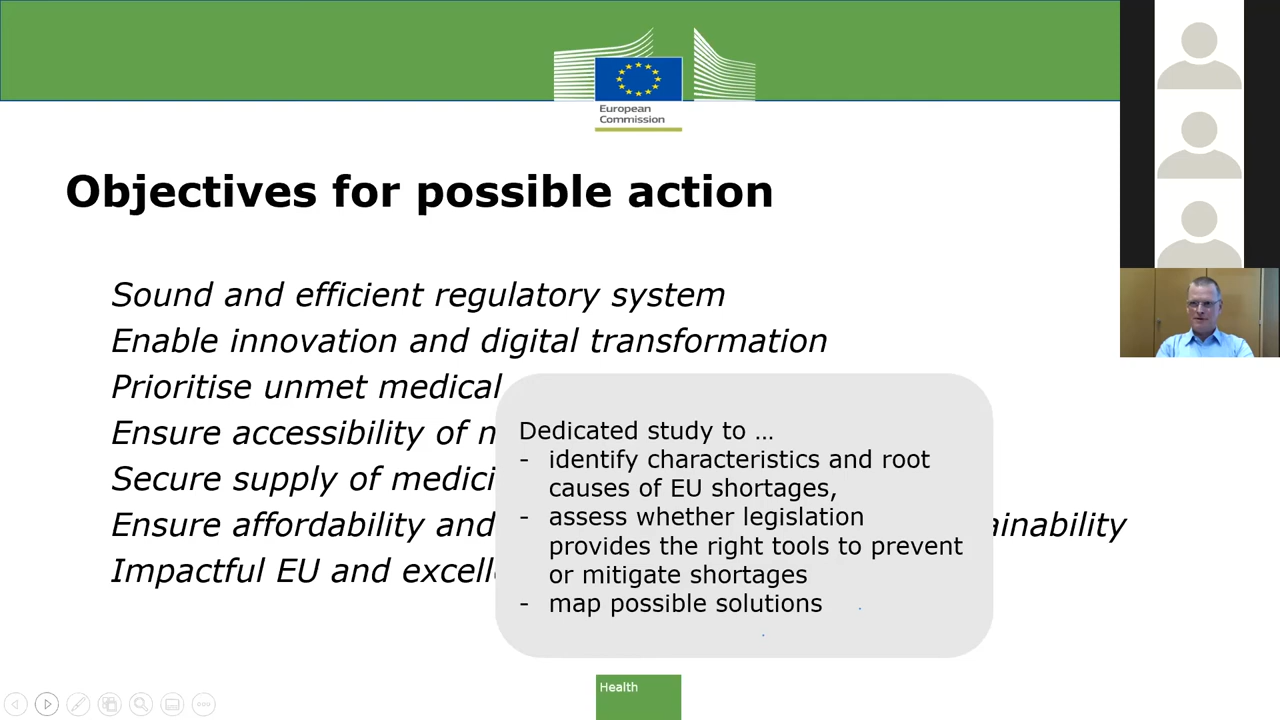 European
Commission
Objectives for possible action
Sound and efficient regulatory system
Enable innovation and digital transformation
Prioritise unmet medical
Ensure accessibility of
Secure supply of
Ensure affordability and
Impactful EU and
Dedicated study to …
- identify characteristics and root
causes of EU shortages,
- assess whether legislation
provides the right tools to prevent
or mitigate shortages
- map possible solutions
Health